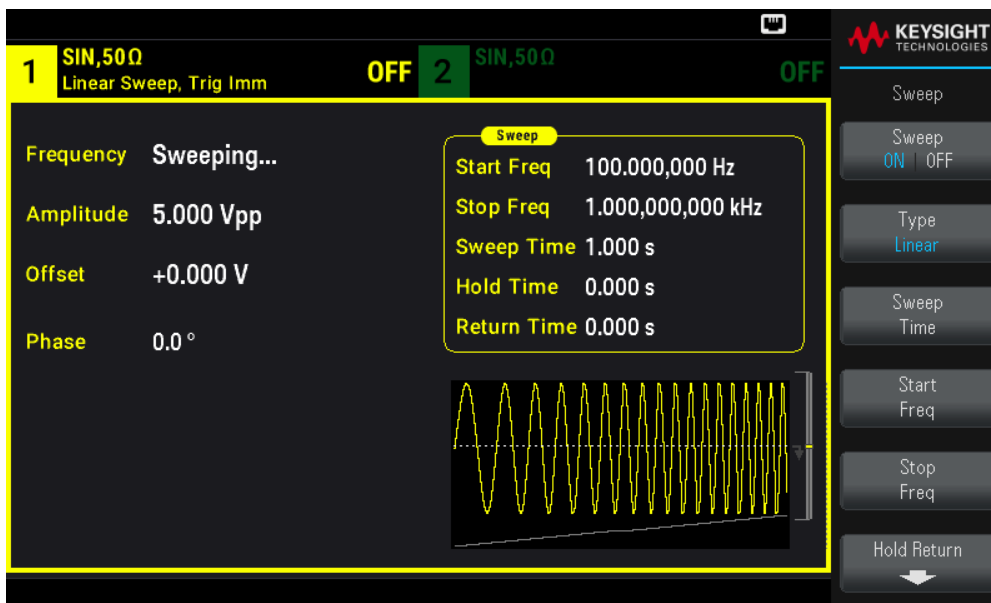 1
SIN,50Ω
Linear Sweep, Trig Imm
OFF
2
SIN,50Ω
OFF
Frequency Sweeping...
Amplitude 5.000 Vpp
Offset +0.000 V
Phase 0.0 °
Sweep
Start Freq 100.000,000 Hz
Stop Freq 1.000,000,000 kHz
Sweep Time 1.000 s
Hold Time 0.000 s
Return Time 0.000 s
KEYSIGHT
TECHNOLOGIES
Sweep
Sweep
ON | OFF
Type
Linear
Sweep
Time
Start
Freq
Stop
Freq
Hold Return